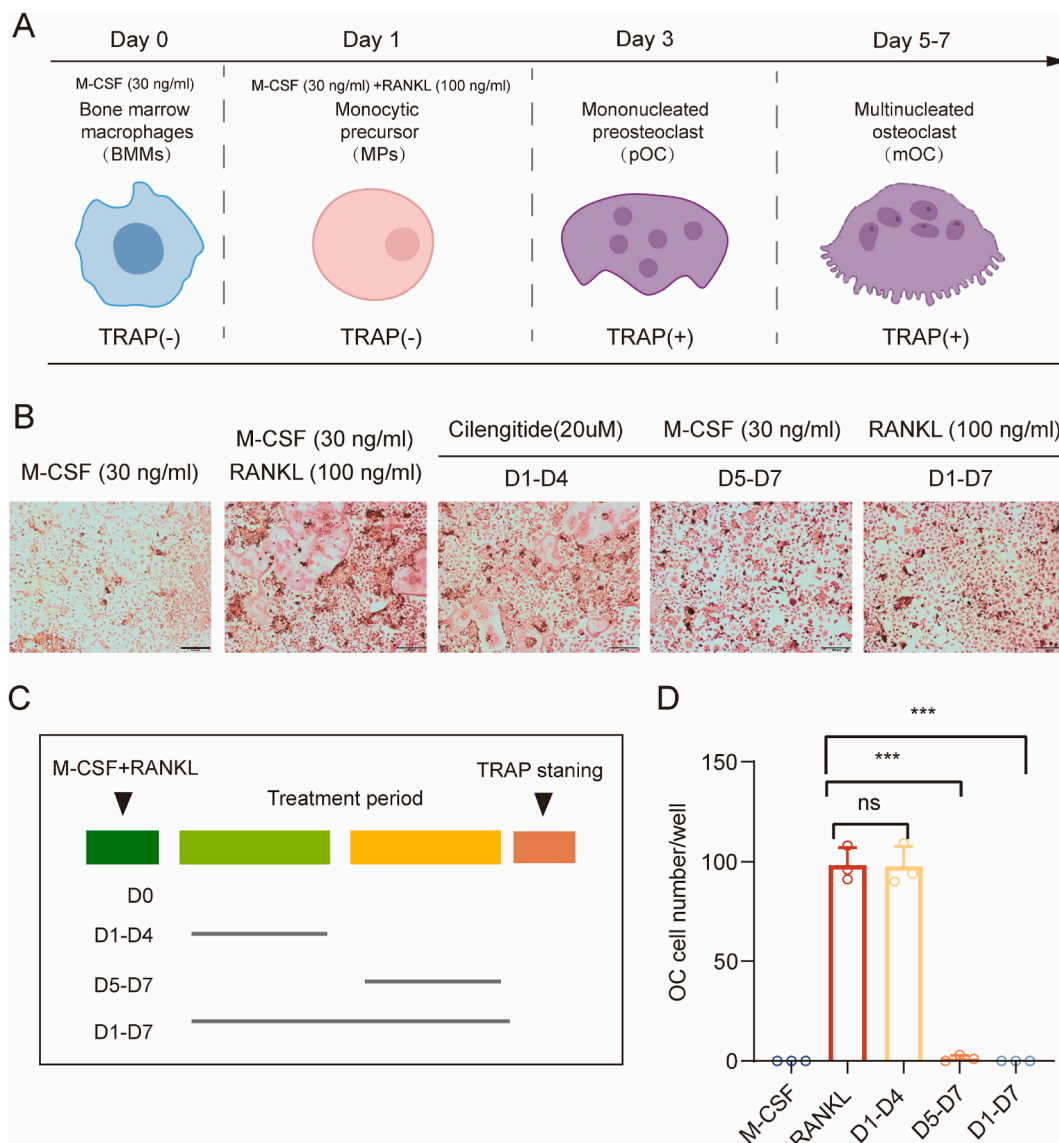 A
Day 0
Day 1
Day 3
Day 5-7
M-CSF (30 ng/ml)
M-CSF (30 ng/ml) +RANKL (100 ng/ml)
Bone marrow
macrophages
（BMMs）
Monocytic
precursor
（MPs）
Mononucleated
preosteoclast
（pOC）
Multinucleated
osteoclast
（mOC）
TRAP(-)
TRAP(-)
TRAP(+)
TRAP(+)
B
M-CSF (30 ng/ml)
M-CSF (30 ng/ml)
RANKL (100 ng/ml)
Cilengitide(20uM)
M-CSF (30 ng/ml)
RANKL (100 ng/ml)
D1-D4
D5-D7
D1-D7
C
M-CSF+RANKL
Treatment period
TRAP staning
D0
D1-D4
D5-D7
D1-D7
D
***
***
ns
OC cell number/well
150
100
50
0
M-CSF
RANKL
D1-D4
D5-D7
D1-D7